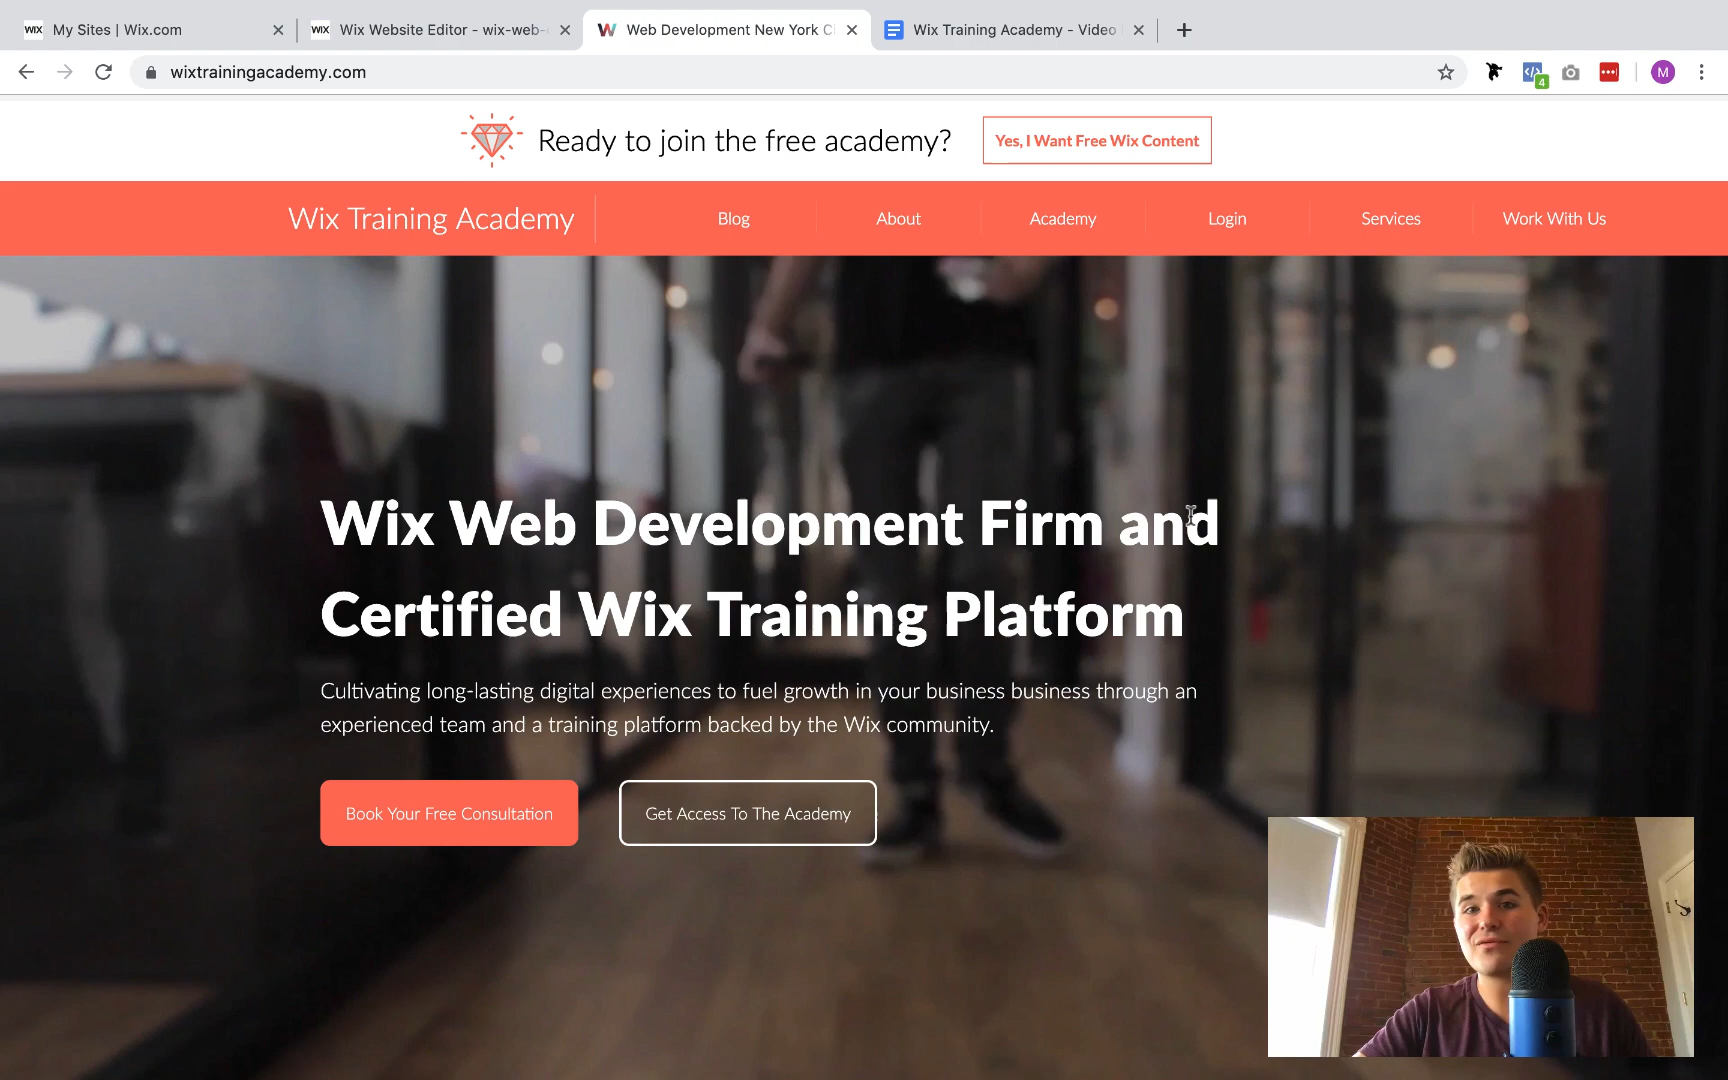 WIX My Sites | Wix.com
WIX Wix Website Editor - wix-web-
Web Development New York
Wix Training Academy - Video
wixtrainingacademy.com
4
M
Ready to join the free academy?
Yes, I Want Free Wix Content
Wix Training Academy
Blog
About
Academy
Login
Services
Work With Us
Wix Web Development Firm and
Certified Wix Training Platform
Cultivating long-lasting digital experiences to fuel growth in your business business through an
experienced team and a training platform backed by the Wix community.
Book Your Free Consultation
Get Access To The Academy